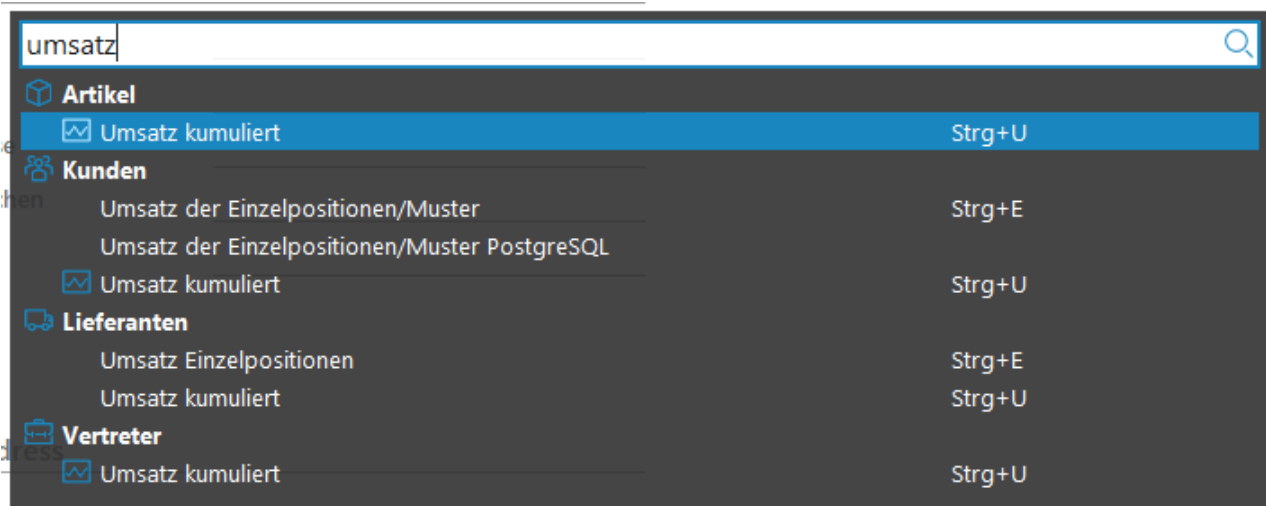 umsatz
Artikel
Umsatz kumuliert Strg+U
Kunden
Umsatz der Einzelpositionen/Muster Strg+E
Umsatz der Einzelpositionen/Muster PostgreSQL
Umsatz kumuliert Strg+U
Lieferanten
Umsatz Einzelpositionen Strg+E
Umsatz kumuliert Strg+U
Vertreter
Umsatz kumuliert Strg+U